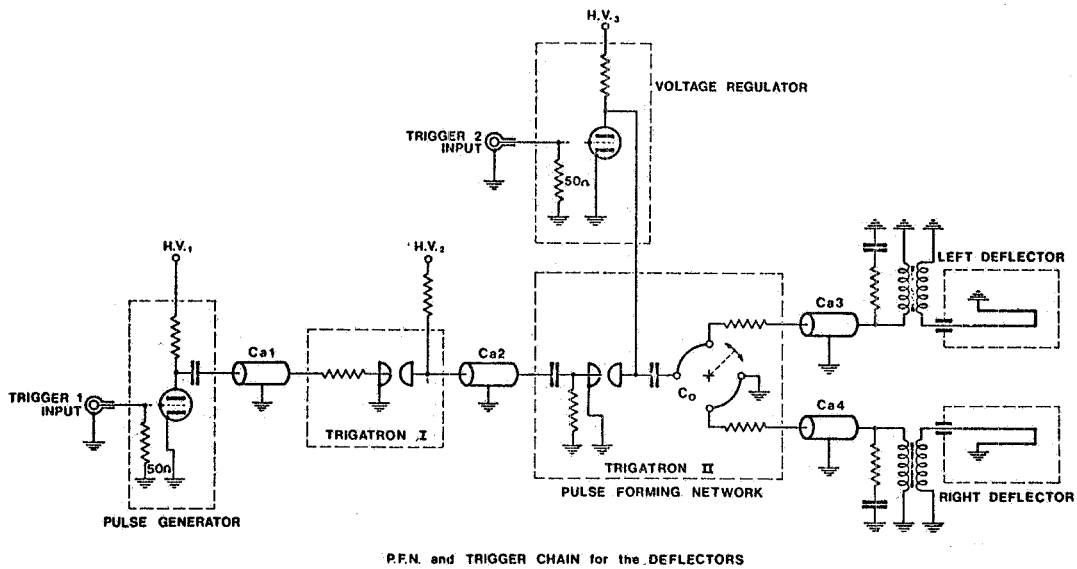 H.V.₃
VOLTAGE REGULATOR
TRIGGER 2
INPUT
50Ω
H.V.₁
H.V.₂
LEFT DEFLECTOR
Ca3
Ca1
Ca2
C₀
TRIGGER 1
INPUT
Ca4
TRIGATRON I
50Ω
TRIGATRON II
PULSE FORMING NETWORK
RIGHT DEFLECTOR
PULSE GENERATOR
P.F.N. and TRIGGER CHAIN for the DEFLECTORS